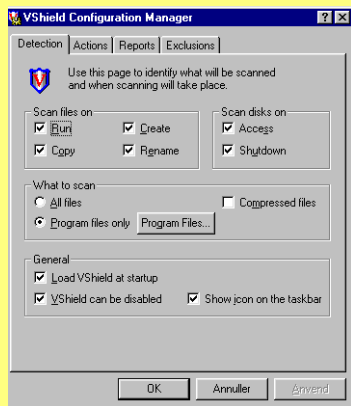 VShield Configuration Manager
Detection Actions Reports Exclusions
Use this page to identify what will be scanned
and when scanning will take place.
Scan files on
Run Create
Copy Rename
Scan disks on
Access
Shutdown
What to scan
All files Compressed files
Program files only Program Files...
General
Load VShield at startup
VShield can be disabled Show icon on the taskbar
OK Annuller Anvend